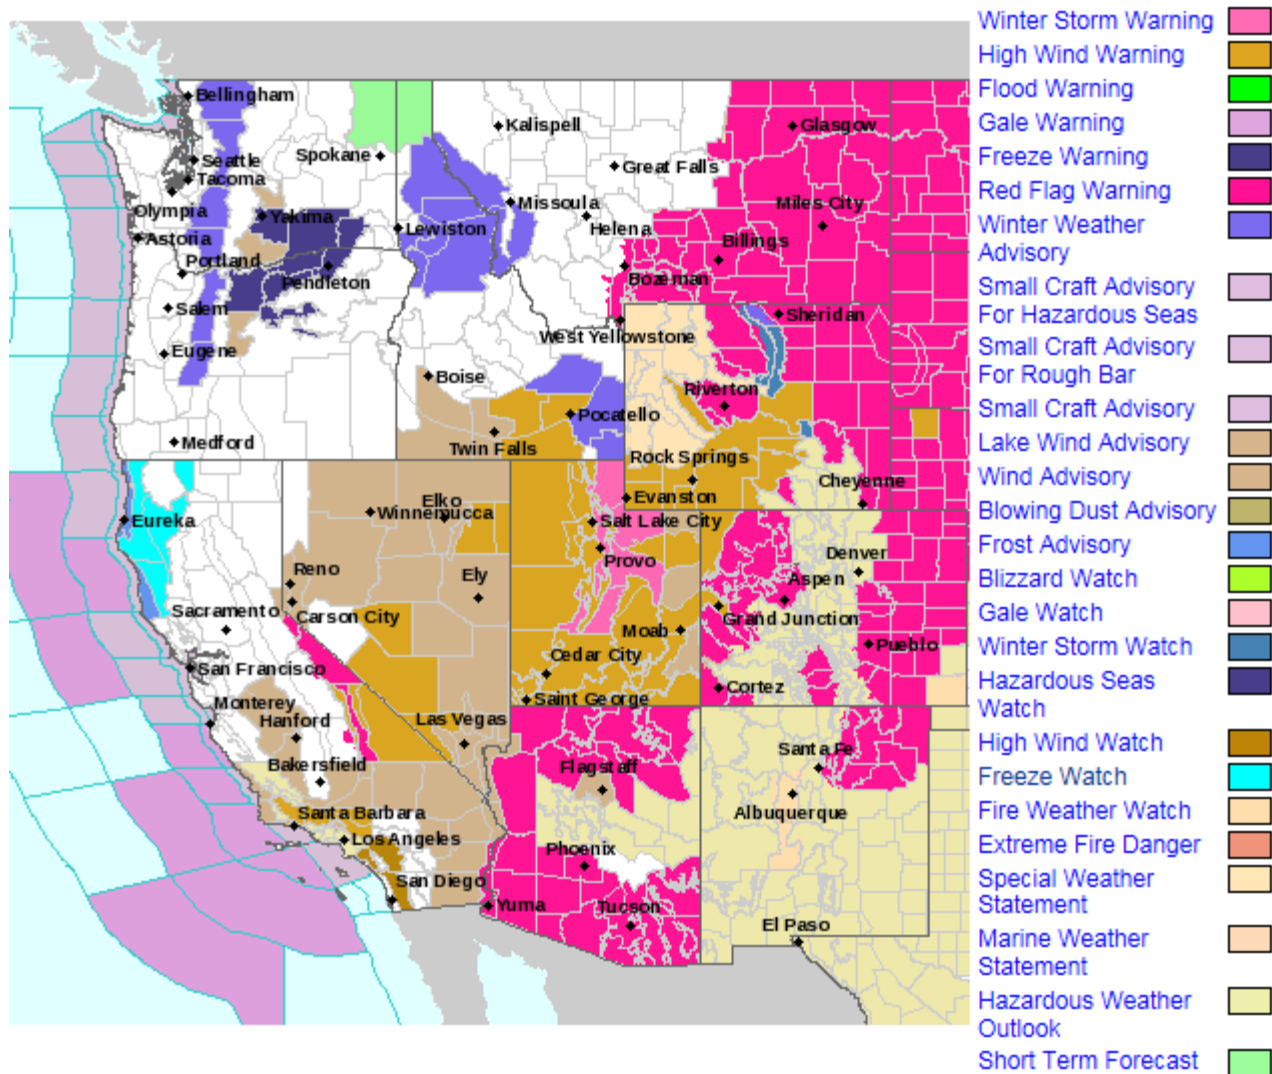 Bellingham
Seattle
Tacoma
Olympia
Astoria
Portland
Salem
Eugene
Medford
Spokane
Yakima
Pendleton
Lewiston
Kalispell
Great Falls
Missoula
Helena
Glasgow
Miles City
Billings
Bozeman
West Yellowstone
Sheridan
Boise
Twin Falls
Pocatello
Riverton
Rock Springs
Evanston
Cheyenne
Eureka
Winnemucca
Elko
Salt Lake City
Provo
Reno
Ely
Carson City
Sacramento
San Francisco
Monterey
Hanford
Bakersfield
Las Vegas
Moab
Cedar City
Saint George
Denver
Aspen
Grand Junction
Pueblo
Cortez
Santa Barbara
Los Angeles
San Diego
Flagstaff
Phoenix
Yuma
Tucson
Santa Fe
Albuquerque
El Paso
Winter Storm Warning
High Wind Warning
Flood Warning
Gale Warning
Freeze Warning
Red Flag Warning
Winter Weather
Advisory
Small Craft Advisory
For Hazardous Seas
Small Craft Advisory
For Rough Bar
Small Craft Advisory
Lake Wind Advisory
Wind Advisory
Blowing Dust Advisory
Frost Advisory
Blizzard Watch
Gale Watch
Winter Storm Watch
Hazardous Seas
Watch
High Wind Watch
Freeze Watch
Fire Weather Watch
Extreme Fire Danger
Special Weather
Statement
Marine Weather
Statement
Hazardous Weather
Outlook
Short Term Forecast